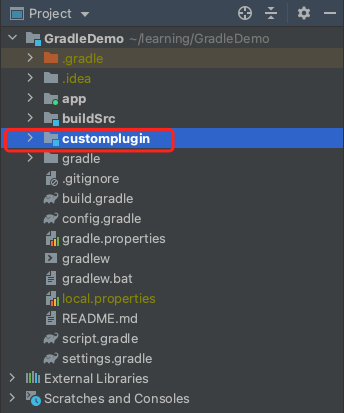 Project
GradleDemo ~/learning/GradleDemo
.gradle
.idea
app
buildSrc
customplugin
gradle
.gitignore
build.gradle
config.gradle
gradle.properties
gradlew
gradlew.bat
local.properties
README.md
script.gradle
settings.gradle
External Libraries
Scratches and Consoles